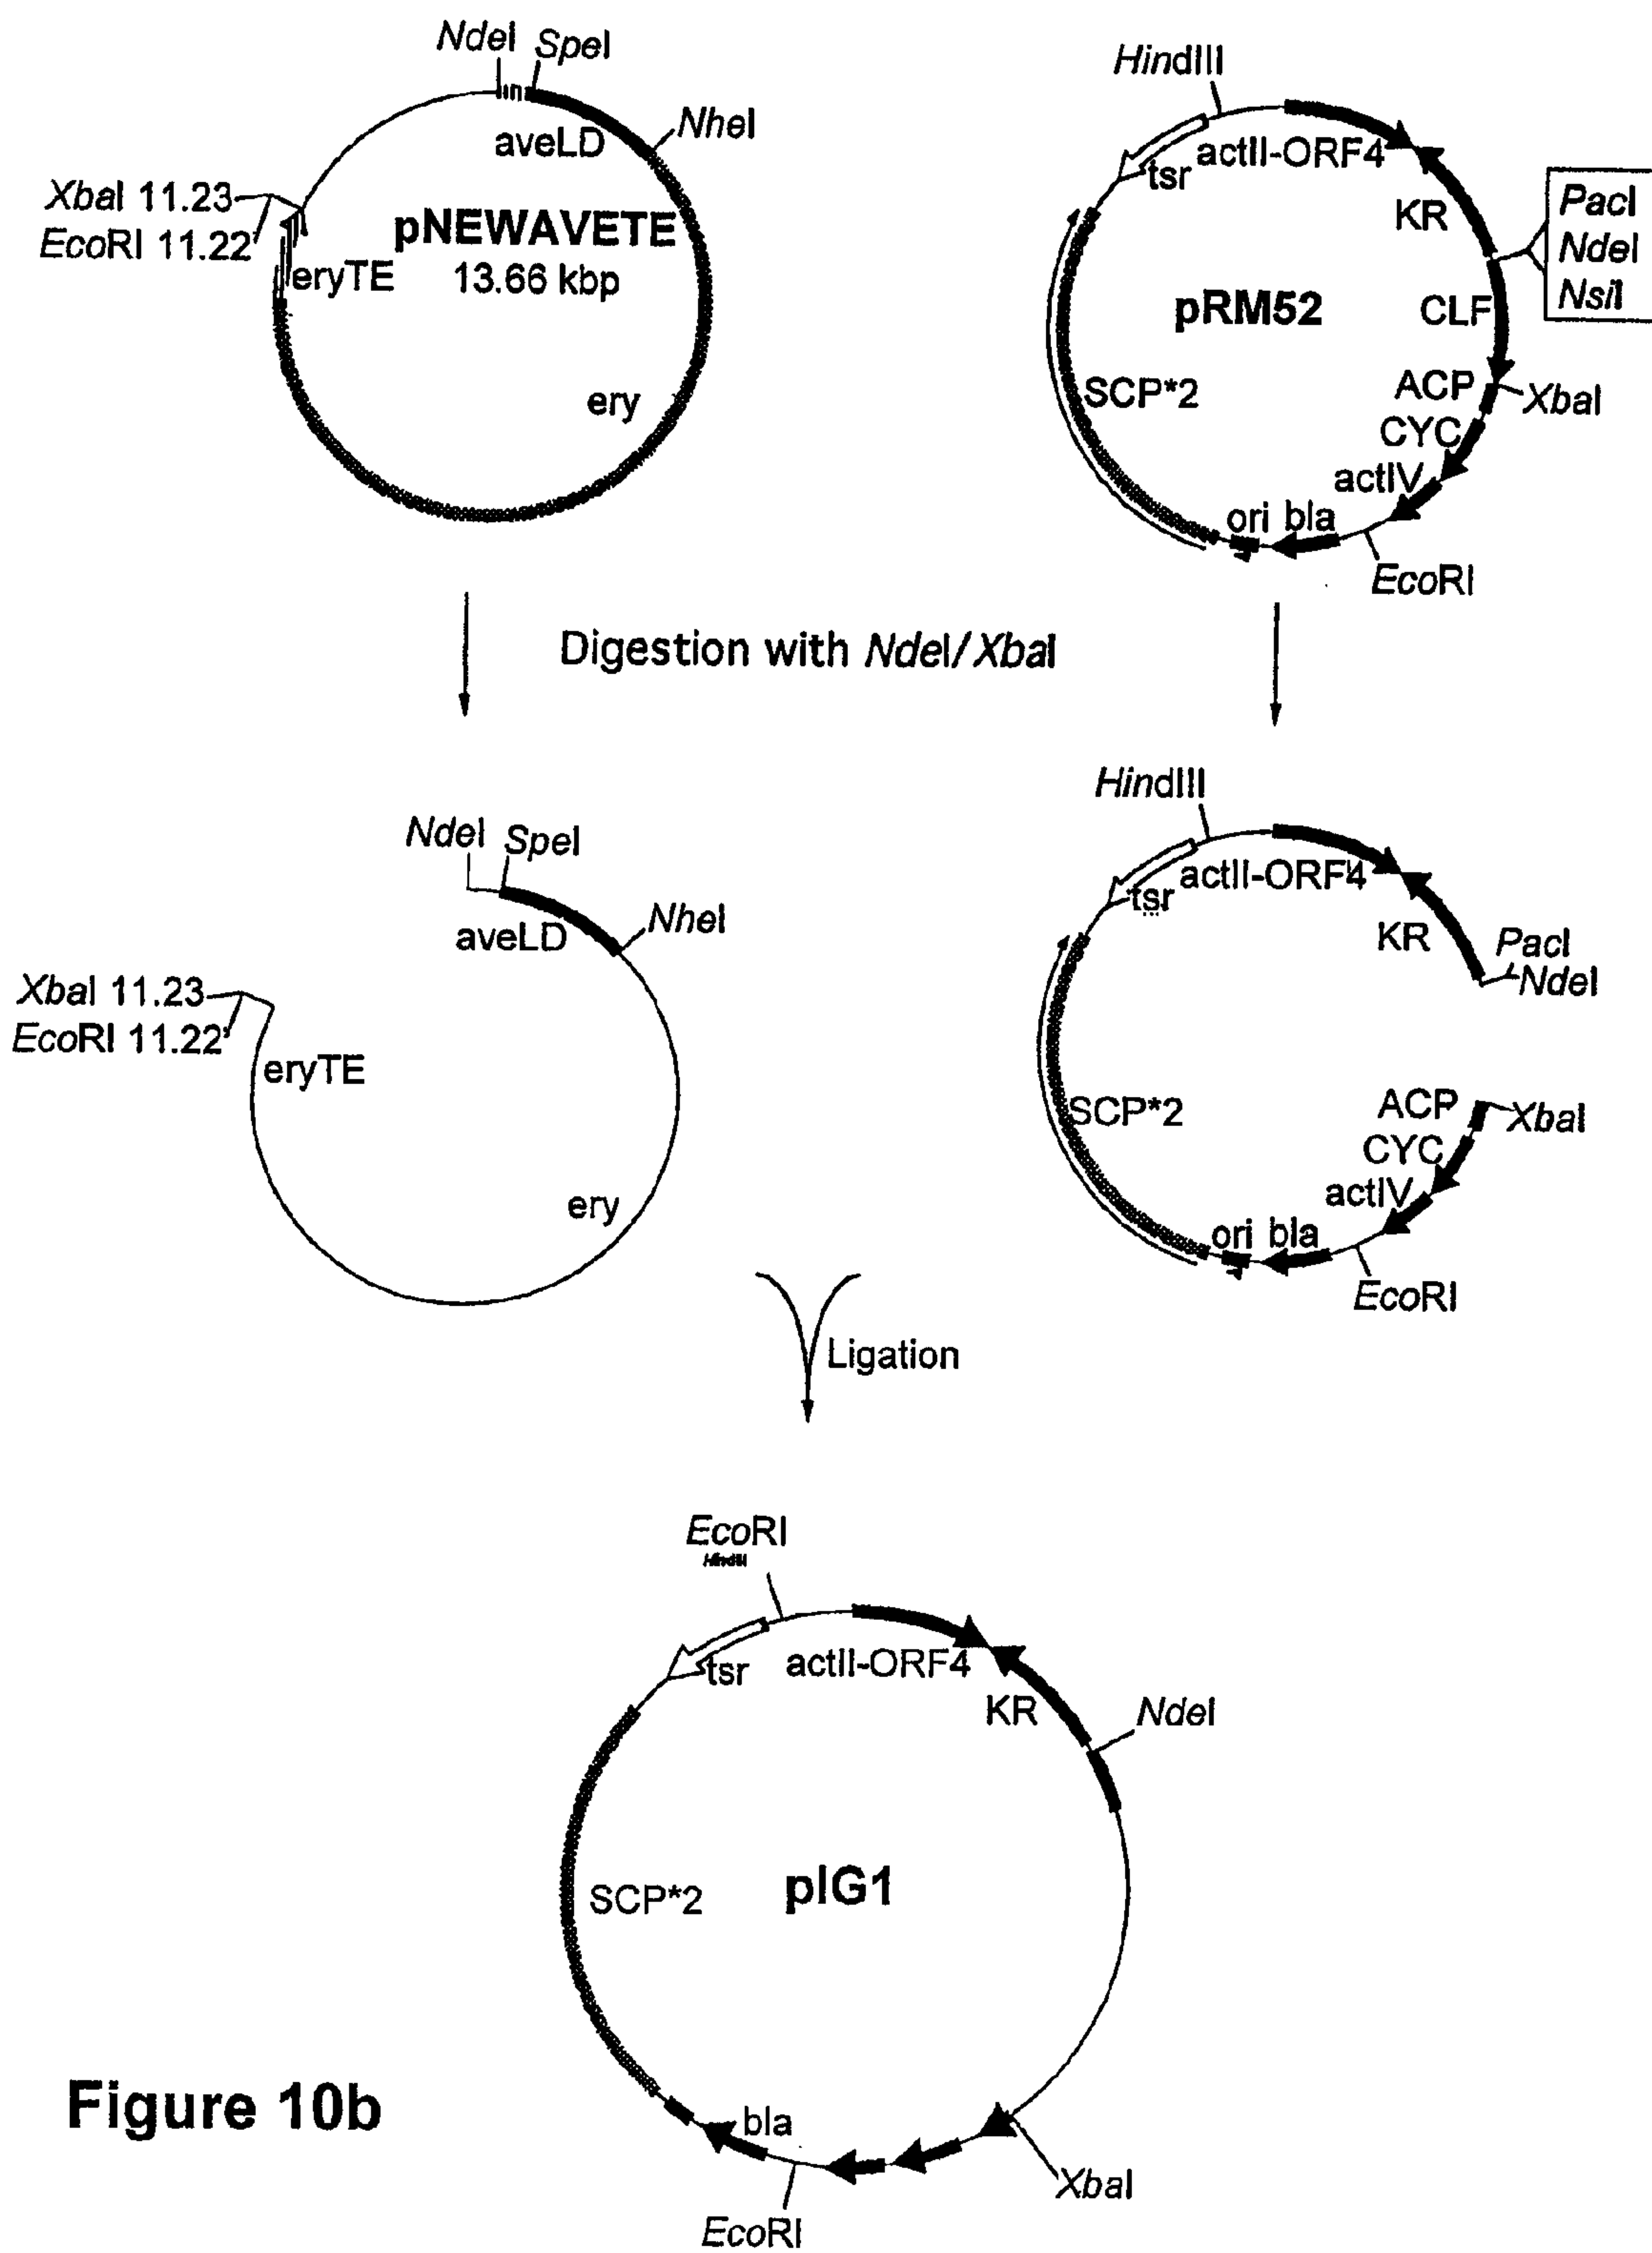 NdeI SpeI
NheI
aveLD
XbaI 11.23
EcoRI 11.22
pNEWAVETE
13.66 kbp
eryTE
ery
HindIII
actII-ORF4
tsr
KR
PacI
NdeI
NsiI
pRM52
CLF
SCP*2
ACP
XbaI
CYC
actIV
ori bla
EcoRI
Digestion with NdeI/XbaI
NdeI SpeI
NheI
aveLD
XbaI 11.23
EcoRI 11.22
eryTE
ery
HindIII
actII-ORF4
tsr
KR
PacI
NdeI
SCP*2
ACP
XbaI
CYC
actIV
ori bla
EcoRI
Ligation
EcoRI
HindIII
tsr
actII-ORF4
KR
NdeI
SCP*2
pIG1
bla
XbaI
EcoRI
Figure 10b